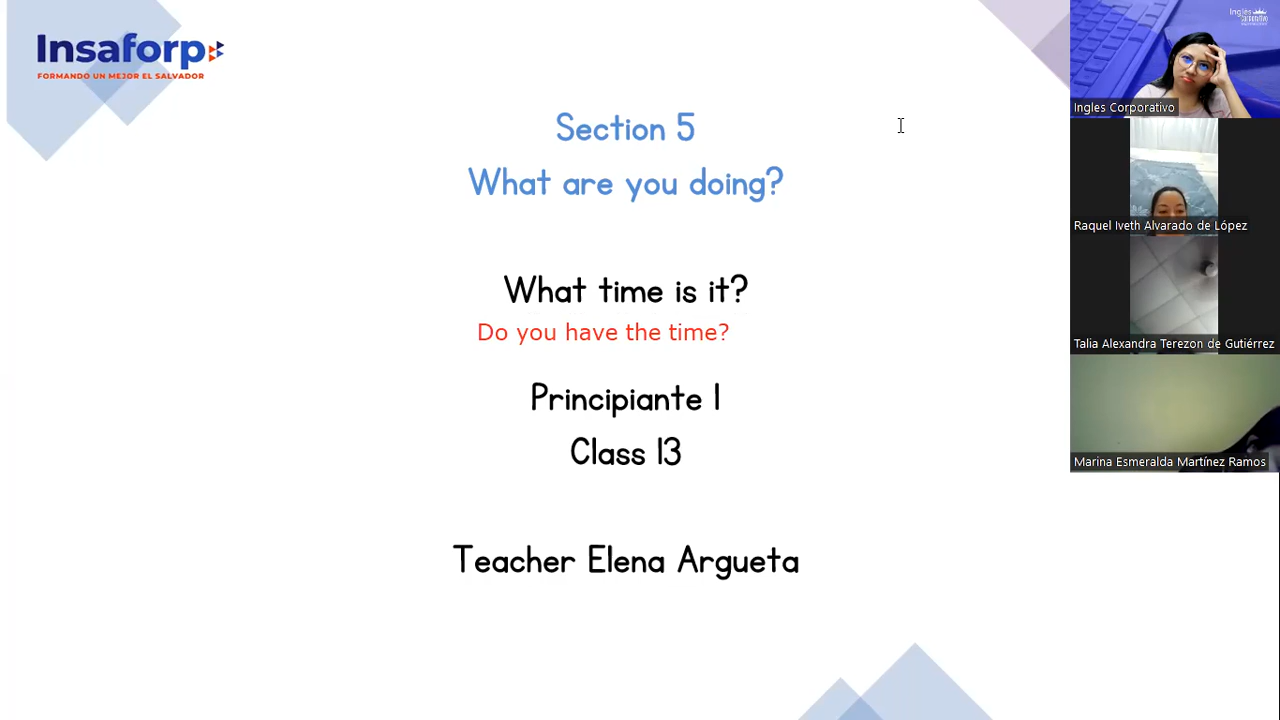 Insaforp
FORMANDO UN MEJOR EL SALVADOR
Section 5
What are you doing?
What time is it?
Do you have the time?
Principiante 1
Class 13
Teacher Elena Argueta
Ingles
Ingles Corporativo
Raquel Iveth Alvarado de López
Talia Alexandra Terezon de Gutiérrez
Marina Esmeralda Martínez Ramos